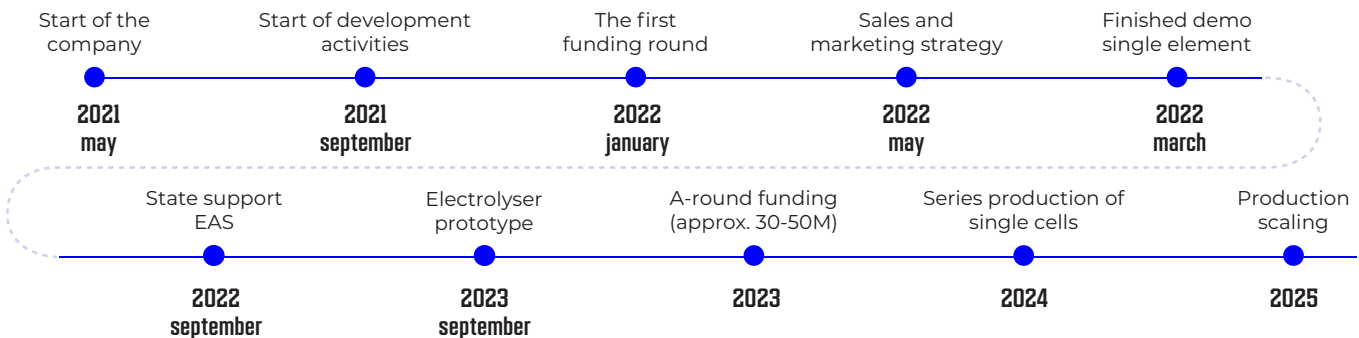 Start of the
company
Start of development
activities
The first
funding round
Sales and
marketing strategy
Finished demo
single element
2021
may
2021
september
2022
january
2022
may
2022
march
State support
EAS
Electrolyser
prototype
A-round funding
(approx. 30-50M)
Series production of
single cells
Production
scaling
2022
september
2023
september
2023
2024
2025